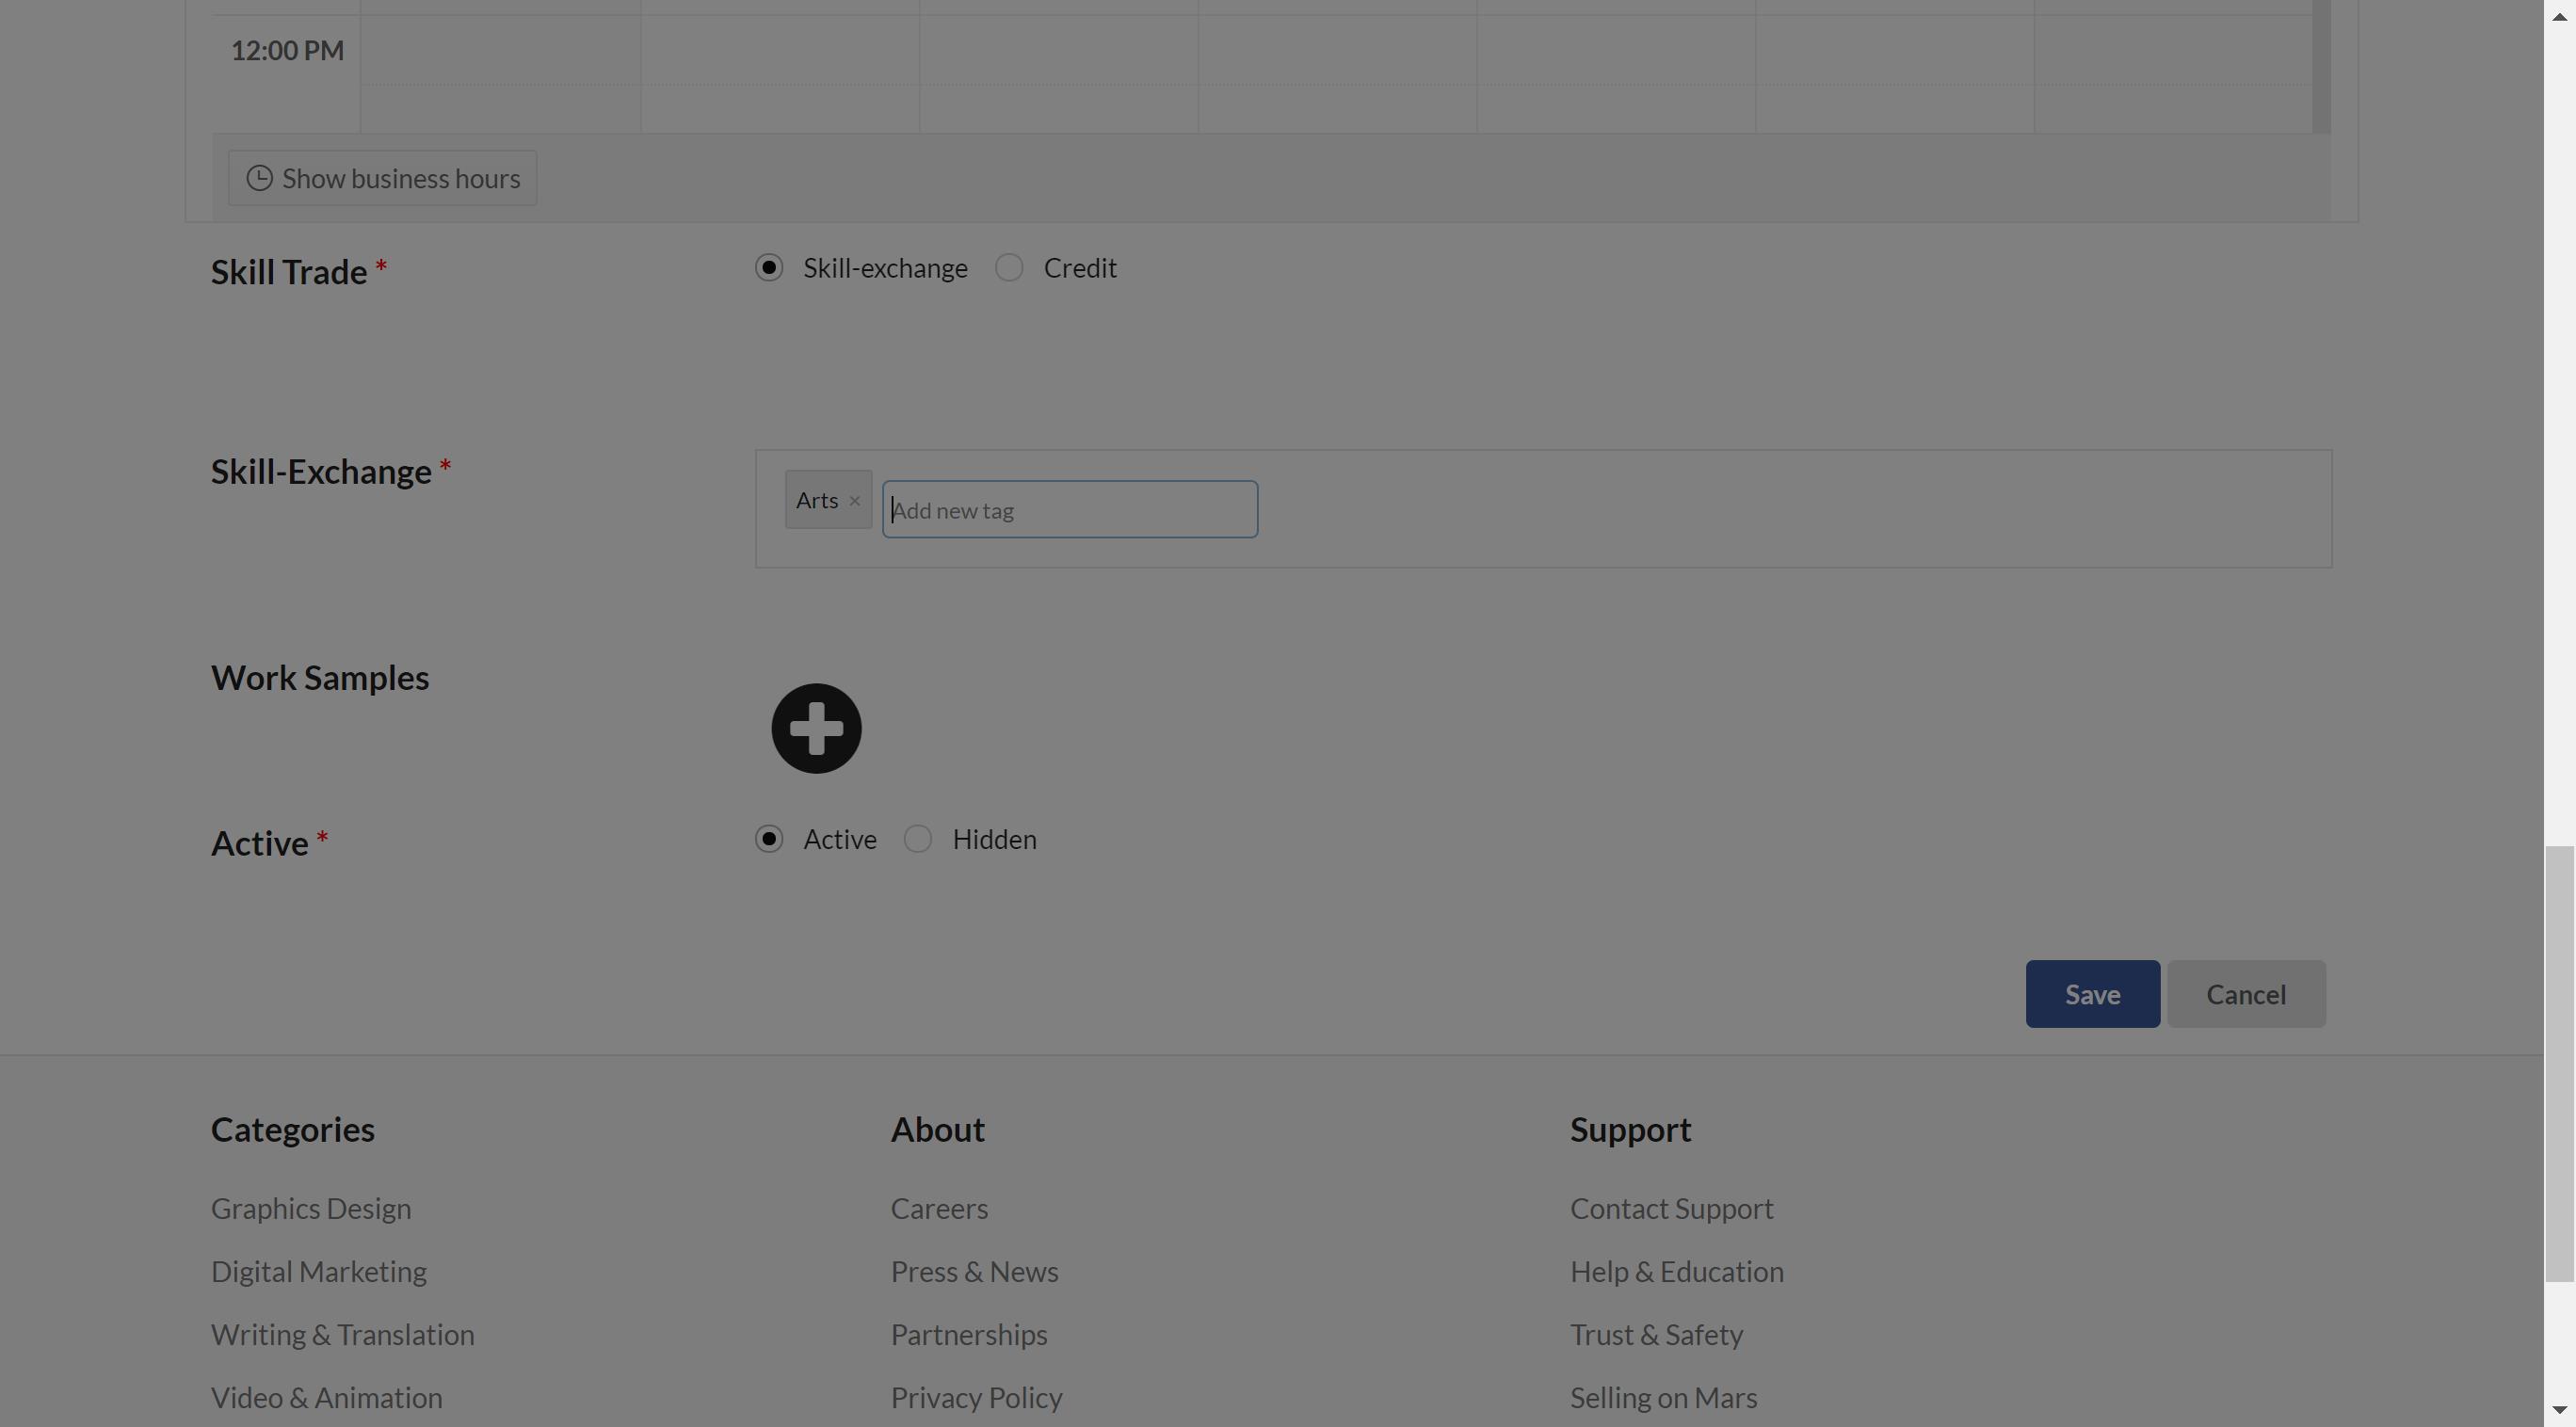 12:00 PM
Show business hours
Skill Trade *
Skill-exchange Credit
Skill-Exchange *
Arts ×
Add new tag
Work Samples
Active *
Active Hidden
Save Cancel
Categories About Support
Graphics Design Careers Contact Support
Digital Marketing Press & News Help & Education
Writing & Translation Partnerships Trust & Safety
Video & Animation Privacy Policy Selling on Mars